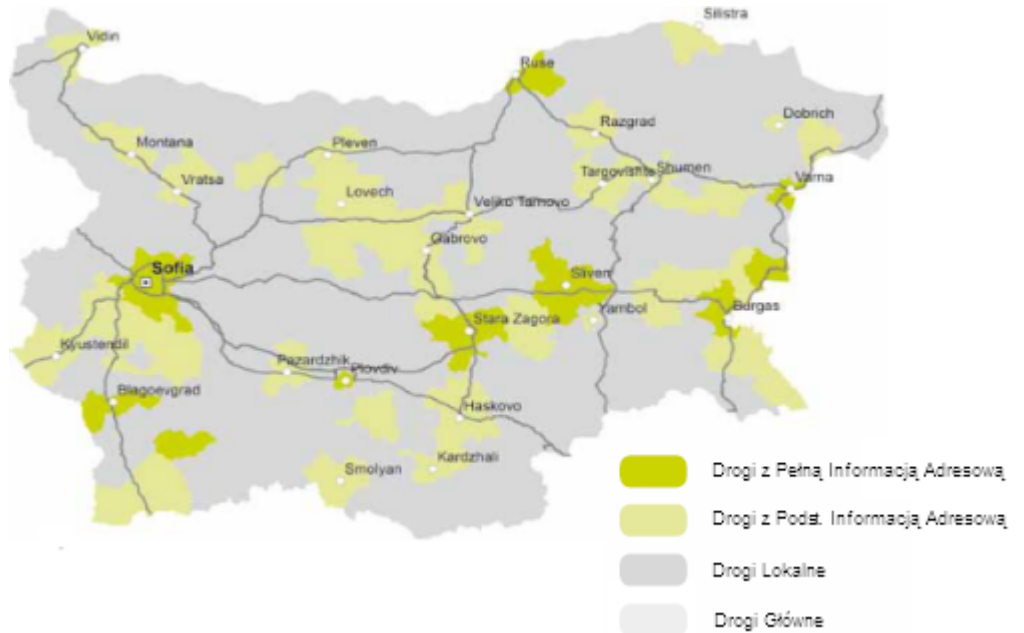 Silistra
Vidin
Ruse
Dobrich
Razgrad
Montana
Pleven
Targovishte
Shumen
Varna
Vratsa
Lovech
Veliko Tarnovo
Gabrovo
Sofia
Sliven
Yambol
Burgas
Stara Zagora
Kyustendil
Pazardzhik
Plovdiv
Blagoevgrad
Haskovo
Smolyan
Kardzhali
Drogi z Pełną Informacją Adresową
Drogi z Podst. Informacją Adresową
Drogi Lokalne
Drogi Główne